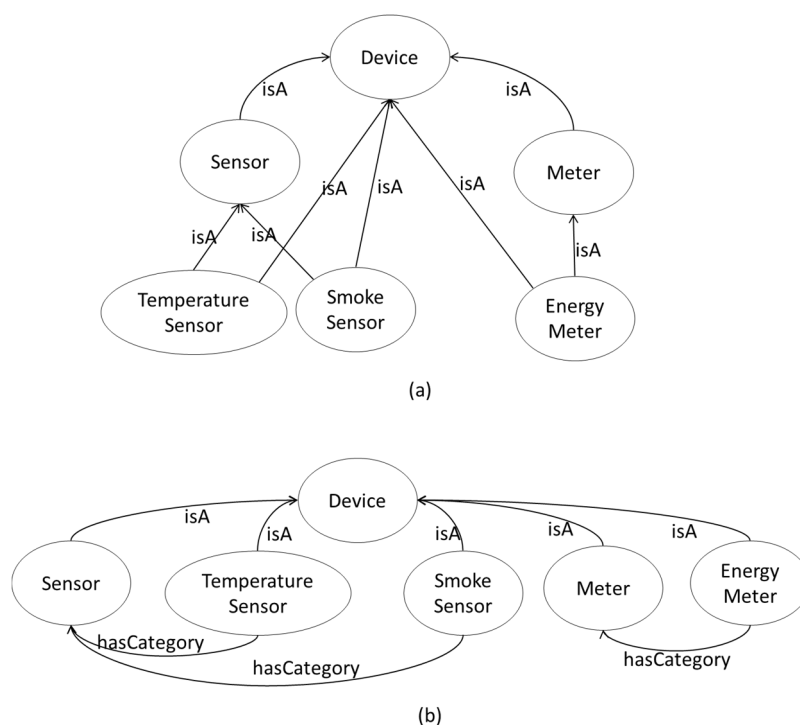 Device
isA
isA
Sensor
Meter
isA
isA
isA
isA
isA
isA
Temperature
Sensor
Smoke
Sensor
Energy
Meter
(a)
Device
isA
isA
isA
isA
isA
Sensor
Temperature
Sensor
Smoke
Sensor
Meter
Energy
Meter
hasCategory
hasCategory
hasCategory
(b)